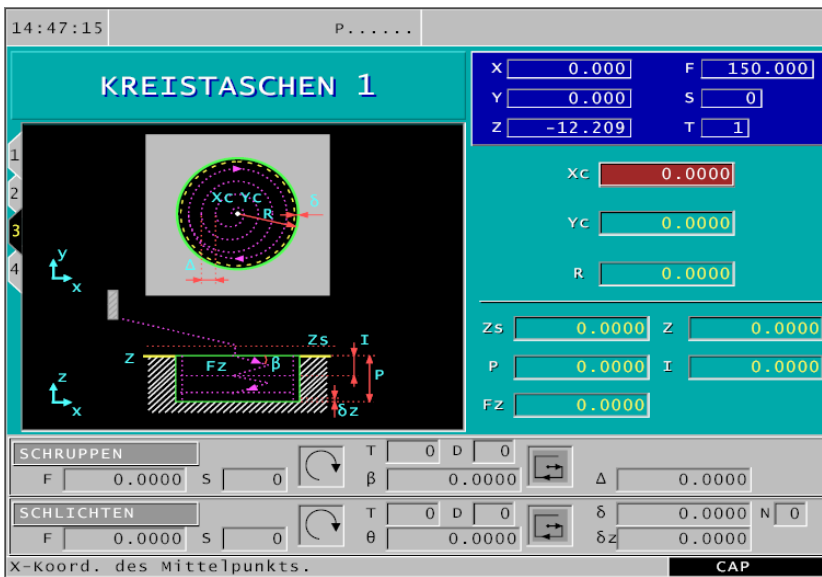 14:47:15 P......
KREISTASCHEN 1
X 0.000 F 150.000
Y 0.000 S 0
Z -12.209 T 1
1
2
3
4
Xc Yc
R
δ
Δ
y
x
Zs I
Z Fz β P
z
x
δz
Xc 0.0000
Yc 0.0000
R 0.0000
Zs 0.0000 Z 0.0000
P 0.0000 I 0.0000
Fz 0.0000
SCHRUPPEN T 0 D 0
F 0.0000 S 0 β 0.0000 Δ 0.0000
SCHLICHTEN T 0 D 0 δ 0.0000 N 0
F 0.0000 S 0 θ 0.0000 δz 0.0000
X-Koord. des Mittelpunkts. CAP